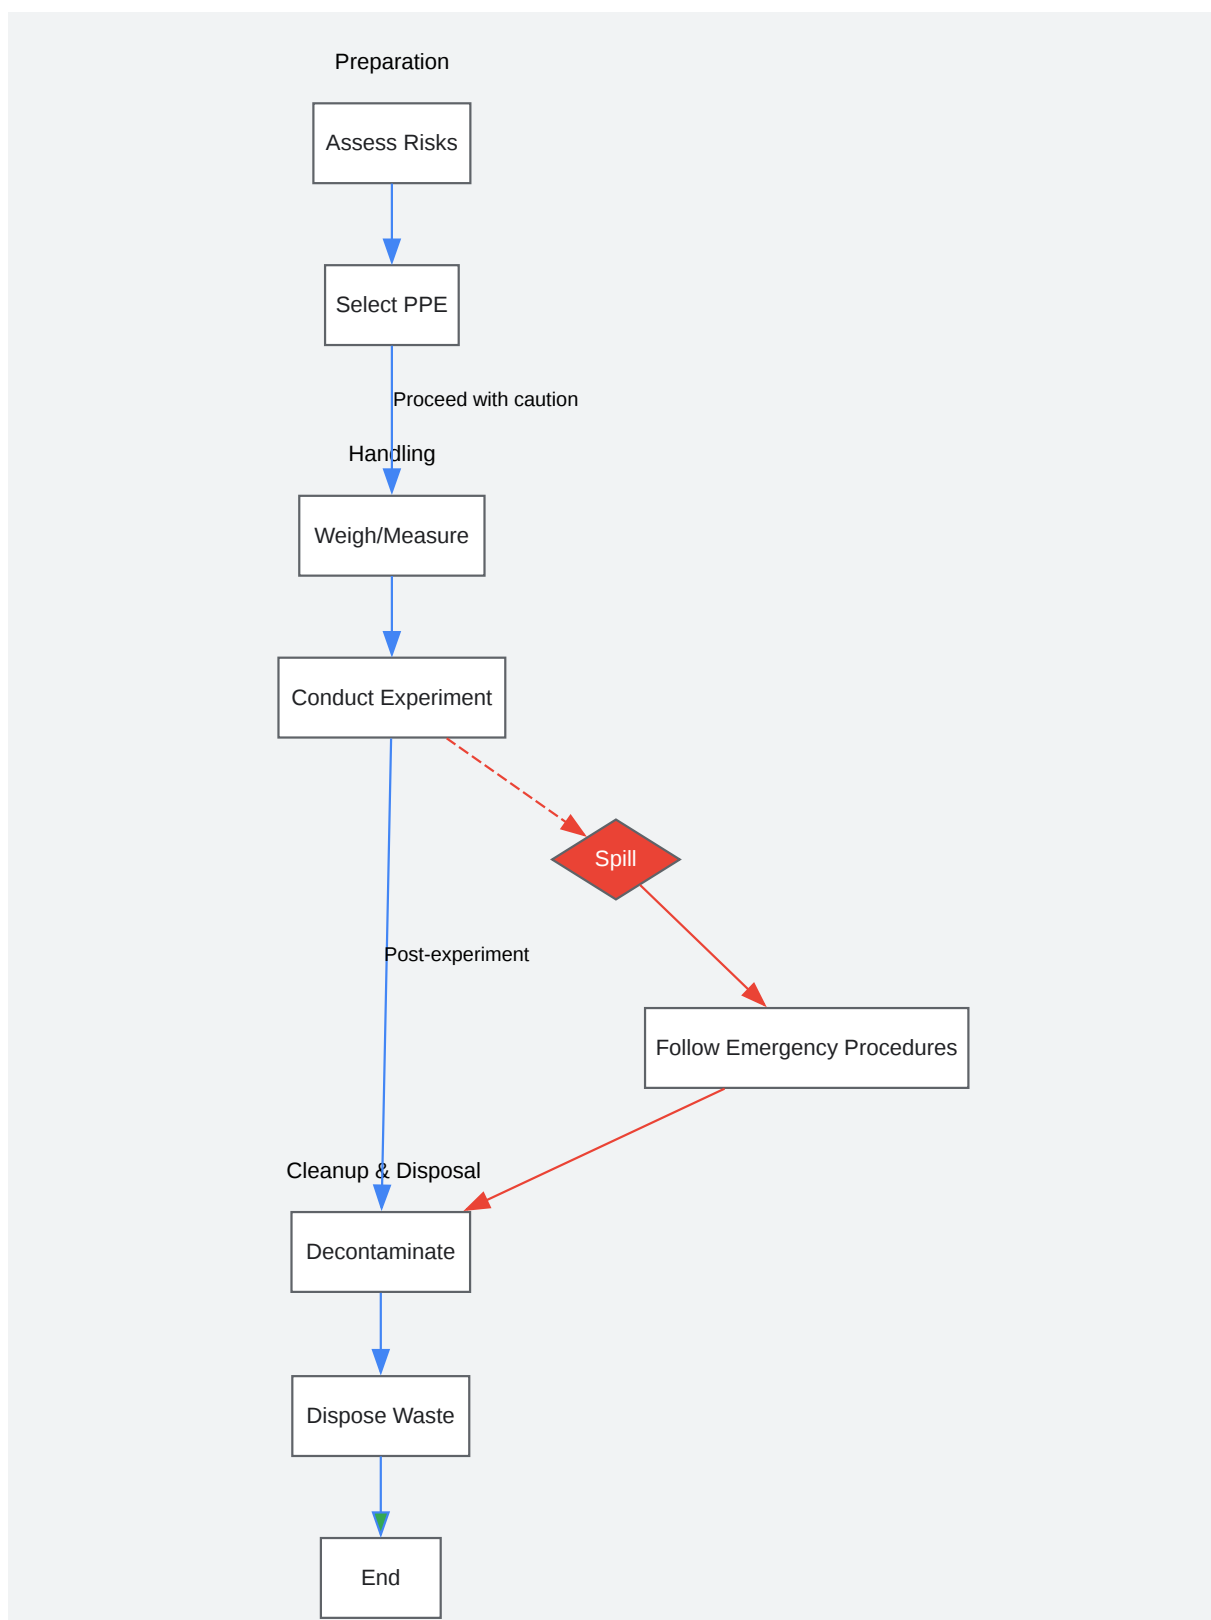 Preparation
Assess Risks
Select PPE
Proceed with caution
Handling
Weigh/Measure
Conduct Experiment
Spill
Post-experiment
Follow Emergency Procedures
Cleanup & Disposal
Decontaminate
Dispose Waste
End